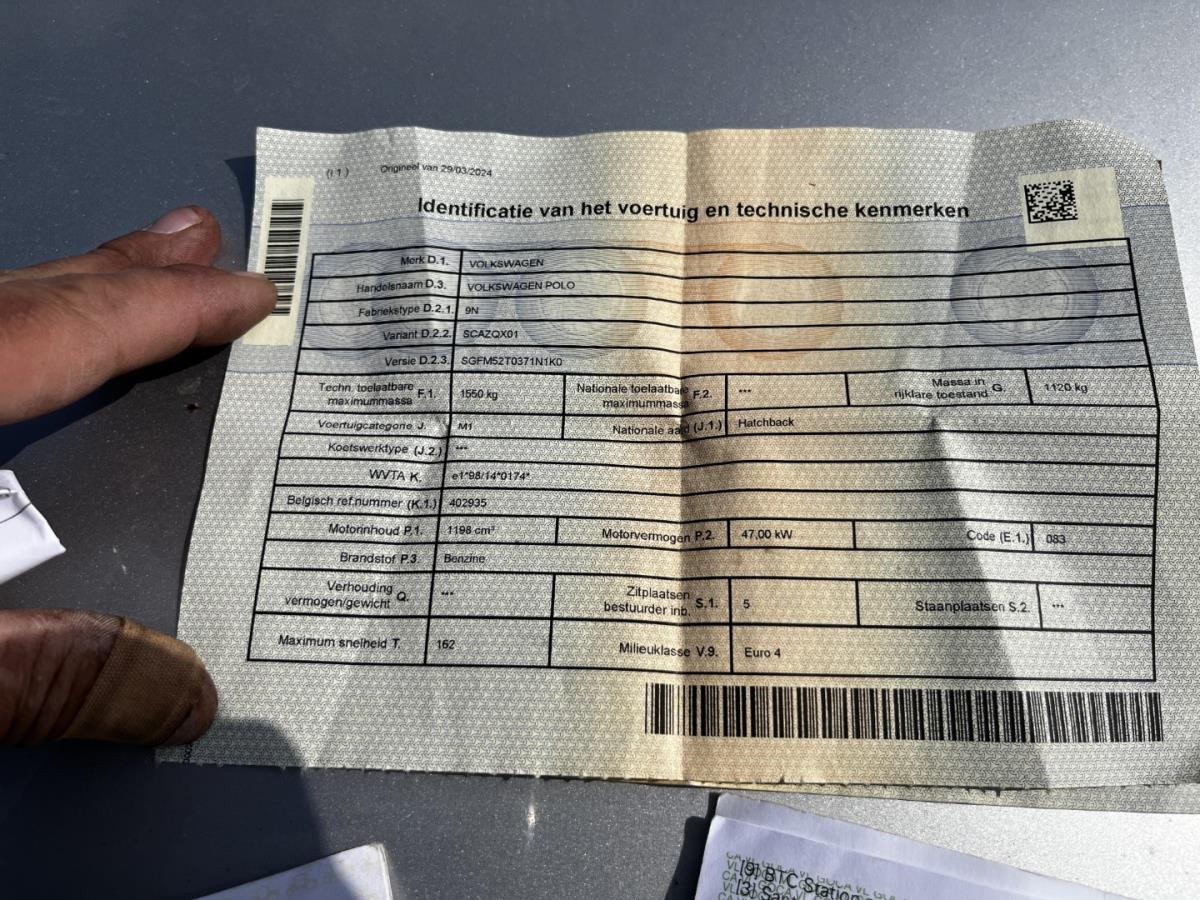 (I 1) Origineel van 29/03/2024
Identificatie van het voertuig en technische kenmerken
Merk D.1. VOLKSWAGEN
Handelsnaam D.3. VOLKSWAGEN POLO
Fabriekstype D.2.1. 9N
Variant D.2.2. SCAZQX01
Versie D.2.3. SGFM52T0371N1K0
Techn. toelaatbare maximummassa F.1. 1550 kg Nationale toelaatbare maximummassa F.2. --- Massa in rijklare toestand G. 1120 kg
Voertuigcategorie J. M1 Nationale aard (J.1.) Hatchback
Koetswerktype (J.2.) ---
WVTA K. e1*98/14*0174*
Belgisch ref.nummer (K.1.) 402935
Motorinhoud P.1. 1198 cm³ Motorvermogen P.2. 47,00 kW Code (E.1.) 083
Brandstof P.3. Benzine
Verhouding vermogen/gewicht Q. --- Zitplaatsen bestuurder inb. S.1. 5 Staanplaatsen S.2. ---
Maximum snelheid T. 162 Milieuklasse V.9. Euro 4
[9] BTC Station
[3]